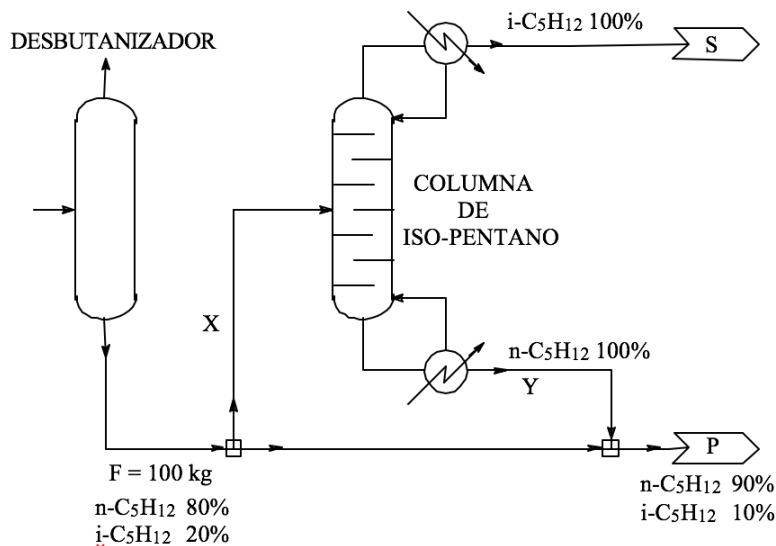 i-C5H12 100%
S
DESBUTANIZADOR
COLUMNA
DE
ISO-PENTANO
X
n-C5H12 100%
Y
P
F = 100 kg
n-C5H12 80%
i-C5H12 20%
n-C5H12 90%
i-C5H12 10%